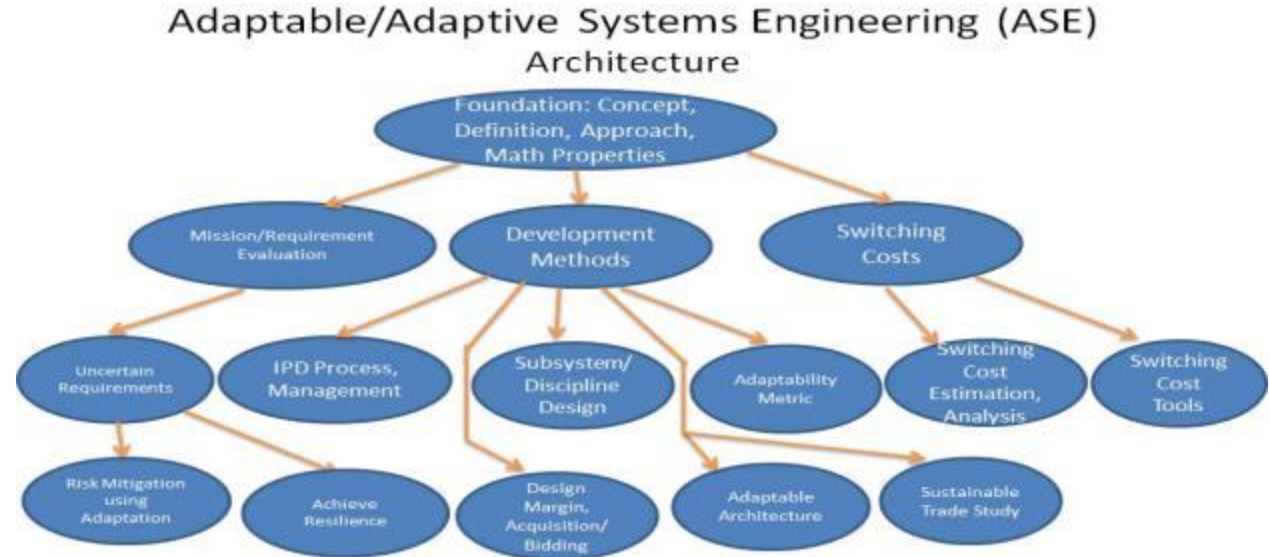 Adaptable/Adaptive Systems Engineering (ASE)
Architecture
Foundation: Concept,
Definition, Approach,
Math Properties
Mission/Requirement
Evaluation
Development
Methods
Switching
Costs
Uncertain
Requirements
IPD Process,
Management
Subsystem/
Discipline
Design
Adaptability
Metric
Switching
Cost
Estimation,
Analysis
Switching
Cost
Tools
Risk Mitigation
using
Adaptation
Achieve
Resilience
Design
Margin,
Acquisition/
Bidding
Adaptable
Architecture
Sustainable
Trade Study